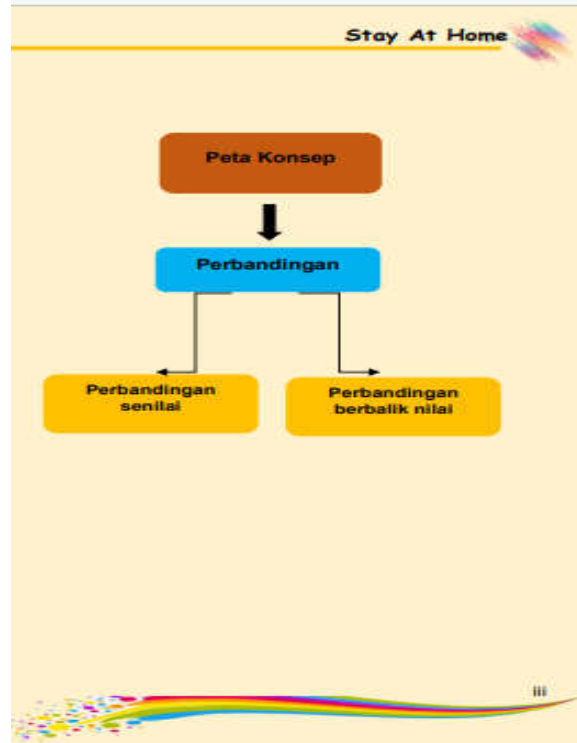 Stay At Home
Peta Konsep
Perbandingan
Perbandingan
senilai
Perbandingan
berbalik nilai
iii